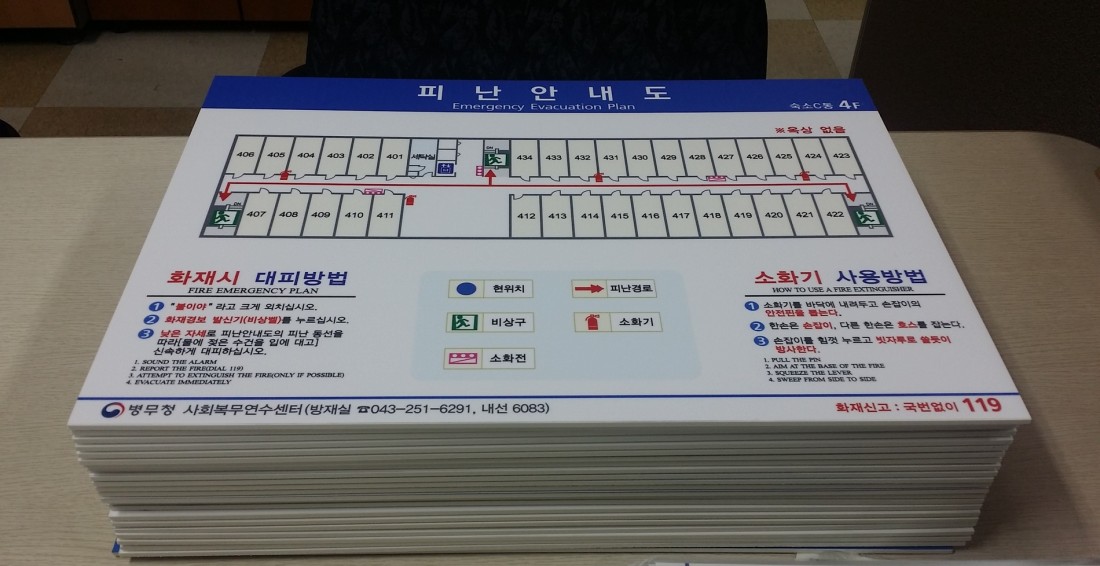 피난안내도
Emergency Evacuation Plan
숙소C동 4F
※옥상 없음
406 405 404 403 402 401 세탁실 434 433 432 431 430 429 428 427 426 425 424 423
DN
DN
DN
407 408 409 410 411 412 413 414 415 416 417 418 419 420 421 422
화재시 대피방법
FIRE EMERGENCY PLAN
1 "불이야" 라고 크게 외치십시오.
2 화재경보 발신기(비상벨)를 누르십시오.
3 낮은 자세로 피난안내도의 피난 동선을
따라[물에 젖은 수건을 입에 대고]
신속하게 대피하십시오.
1. SOUND THE ALARM
2. REPORT THE FIRE(DIAL 119)
3. ATTEMPT TO EXTINGUISH THE FIRE(ONLY IF POSSIBLE)
4. EVACUATE IMMEDIATELY
현위치
피난경로
비상구
소화기
소화전
소화기 사용방법
HOW TO USE A FIRE EXTINGUISHER
1 소화기를 바닥에 내려두고 손잡이의
안전핀을 뽑는다.
2 한손은 손잡이, 다른 한손은 호스를 잡는다.
3 손잡이를 힘껏 누르고 빗자루로 쓸듯이
방사한다.
1. PULL THE PIN
2. AIM AT THE BASE OF THE FIRE
3. SQUEEZE THE LEVER
4. SWEEP FROM SIDE TO SIDE
병무청 사회복무연수센터(방재실 ☎043-251-6291, 내선 6083)
화재신고 : 국번없이 119